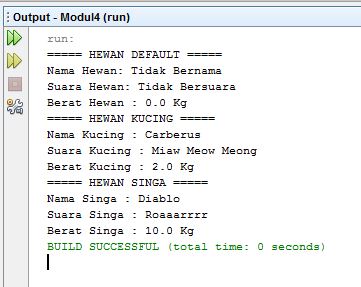 Output - Modul4 (run)
run:
===== HEWAN DEFAULT =====
Nama Hewan: Tidak Bernama
Suara Hewan: Tidak Bersuara
Berat Hewan : 0.0 Kg
===== HEWAN KUCING =====
Nama Kucing : Carberus
Suara Kucing : Miaw Meow Meong
Berat Kucing : 2.0 Kg
===== HEWAN SINGA =====
Nama Singa : Diablo
Suara Singa : Roaaarrrr
Berat Singa : 10.0 Kg
BUILD SUCCESSFUL (total time: 0 seconds)